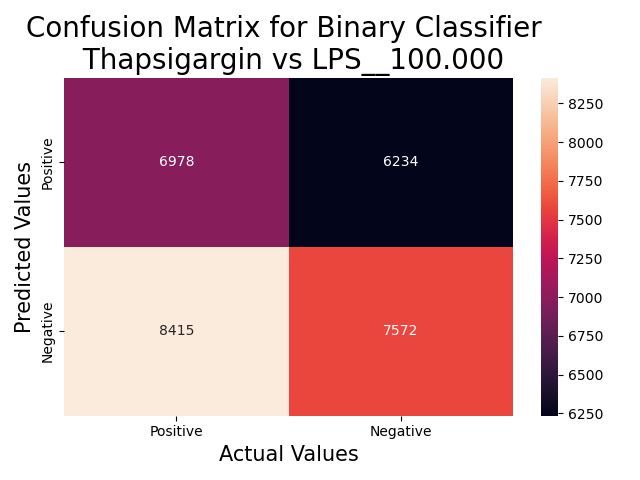 Confusion Matrix for Binary Classifier
Thapsigargin vs LPS__100.000
Predicted Values
Positive
Negative
6978
6234
8415
7572
Positive
Negative
Actual Values
8250
8000
7750
7500
7250
7000
6750
6500
6250